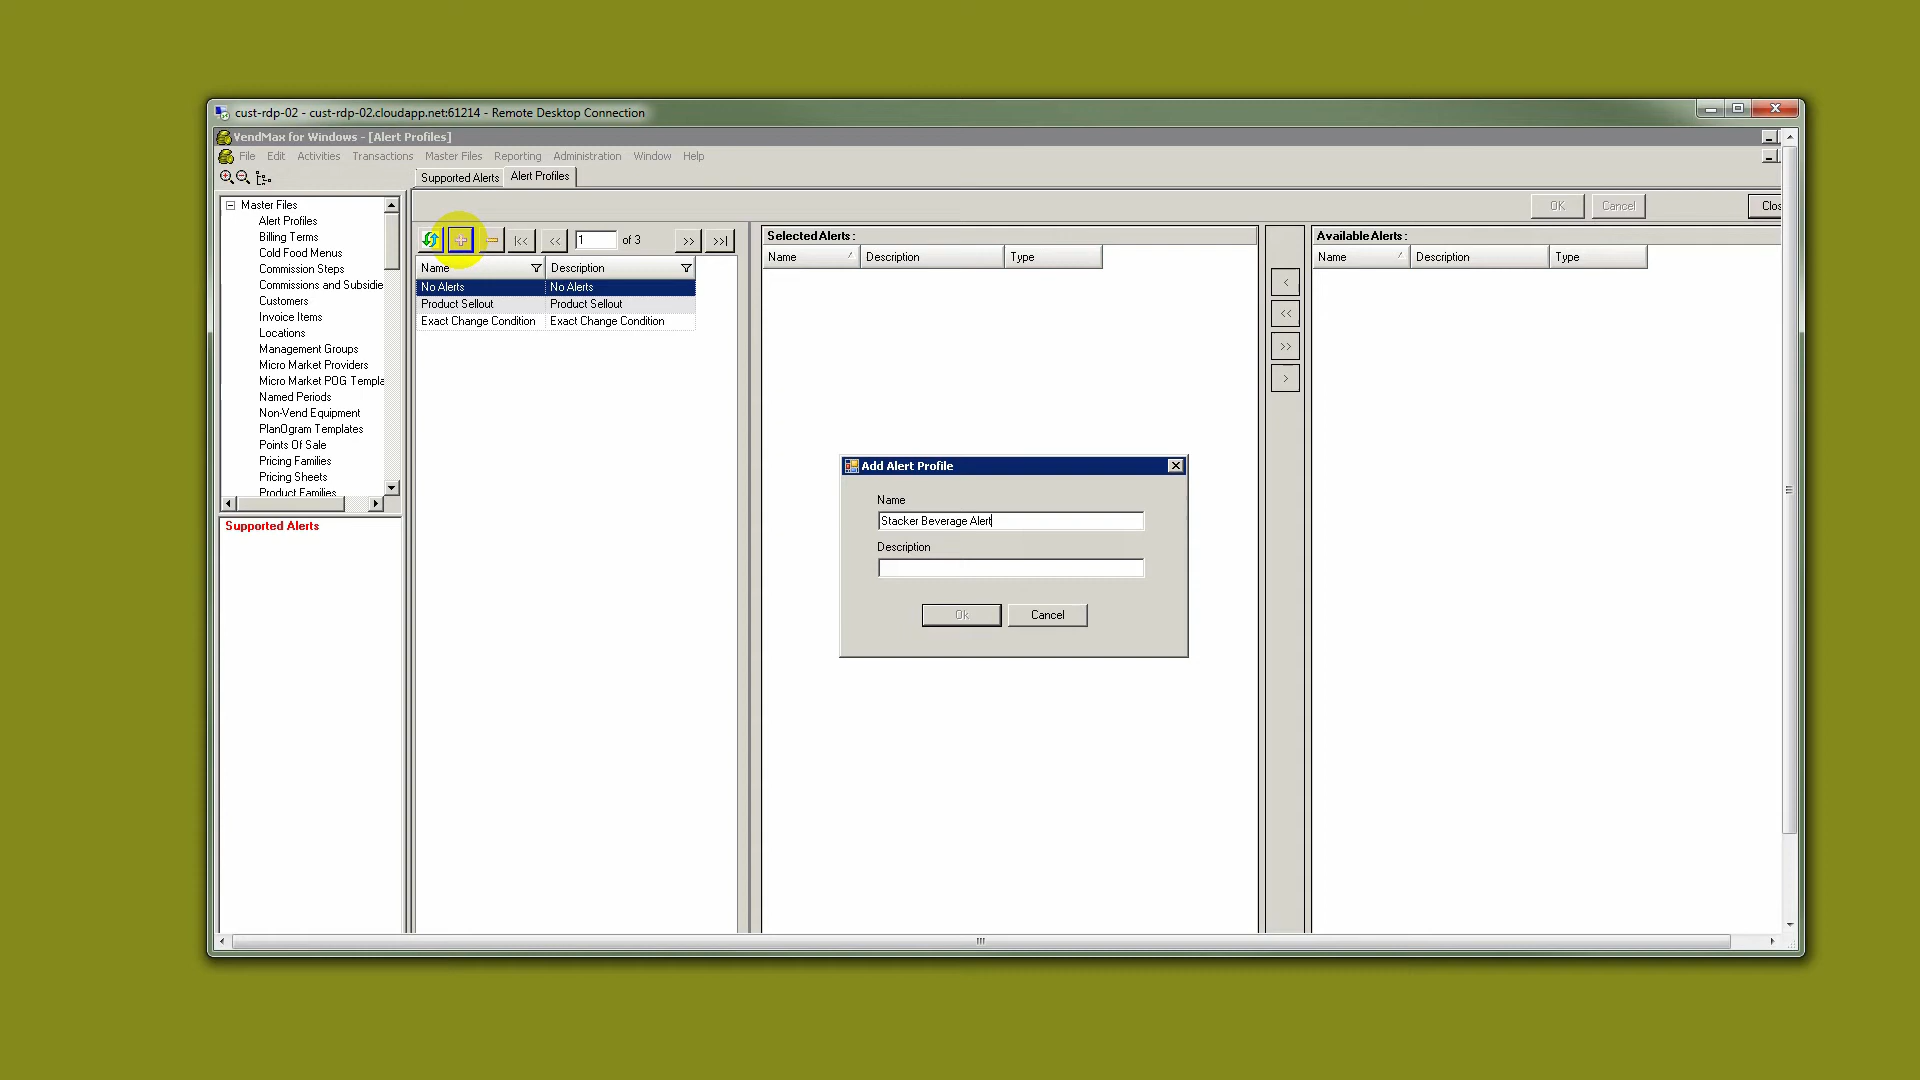 cust-rdp-02 - cust-rdp-02.cloudapp.net:61214 - Remote Desktop Connection
VendMax for Windows - [Alert Profiles]
File Edit Activities Transactions Master Files Reporting Administration Window Help
Supported Alerts Alert Profiles
OK Cancel Clos
Master Files
Alert Profiles
Billing Terms
Cold Food Menus
Commission Steps
Commissions and Subsidie
Customers
Invoice Items
Locations
Management Groups
Micro Market Providers
Micro Market POG Templa
Named Periods
Non-Vend Equipment
PlanOgram Templates
Points Of Sale
Pricing Families
Pricing Sheets
Product Families
Supported Alerts
1 of 3
Name Description
No Alerts No Alerts
Product Sellout Product Sellout
Exact Change Condition Exact Change Condition
Selected Alerts :
Name Description Type
<
<<
>>
>
Available Alerts :
Name Description Type
Add Alert Profile
Name
Stacker Beverage Alert
Description
Ok Cancel